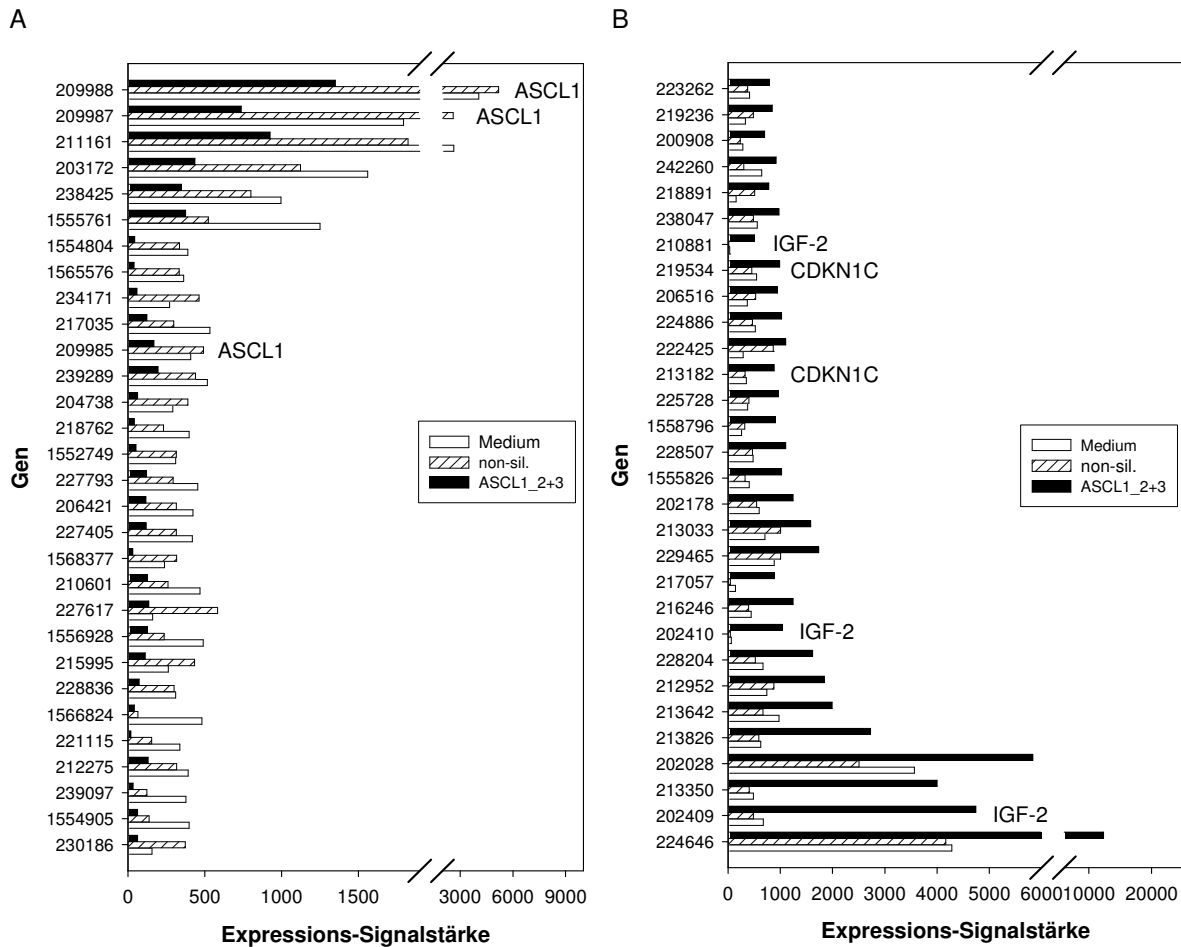 A
Gen
209988
ASCL1
209987
ASCL1
211161
203172
238425
1555761
1554804
1565576
234171
217035
209985
ASCL1
239289
204738
218762
1552749
227793
206421
227405
1568377
210601
227617
1556928
215995
228836
1566824
221115
212275
239097
1554905
230186
Medium
non-sil.
ASCL1_2+3
0 500 1000 1500 3000 6000 9000
Expressions-Signalstärke
B
Gen
223262
219236
200908
242260
218891
238047
210881
IGF-2
219534
CDKN1C
206516
224886
222425
213182
CDKN1C
225728
1558796
228507
1555826
202178
213033
229465
217057
216246
202410
IGF-2
228204
212952
213642
213826
202028
213350
202409
IGF-2
224646
Medium
non-sil.
ASCL1_2+3
0 1000 2000 3000 4000 5000 6000 10000 20000
Expressions-Signalstärke